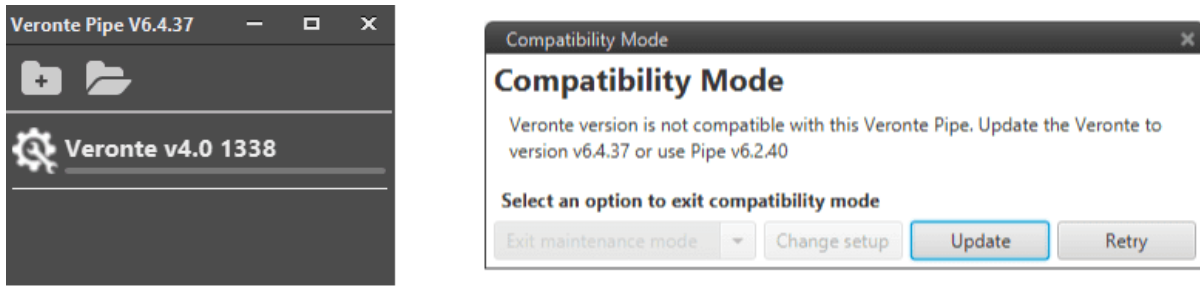 Veronte Pipe V6.4.37
Veronte v4.0 1338
Compatibility Mode
Compatibility Mode
Veronte version is not compatible with this Veronte Pipe. Update the Veronte to
version v6.4.37 or use Pipe v6.2.40
Select an option to exit compatibility mode
Exit maintenance mode Change setup Update Retry